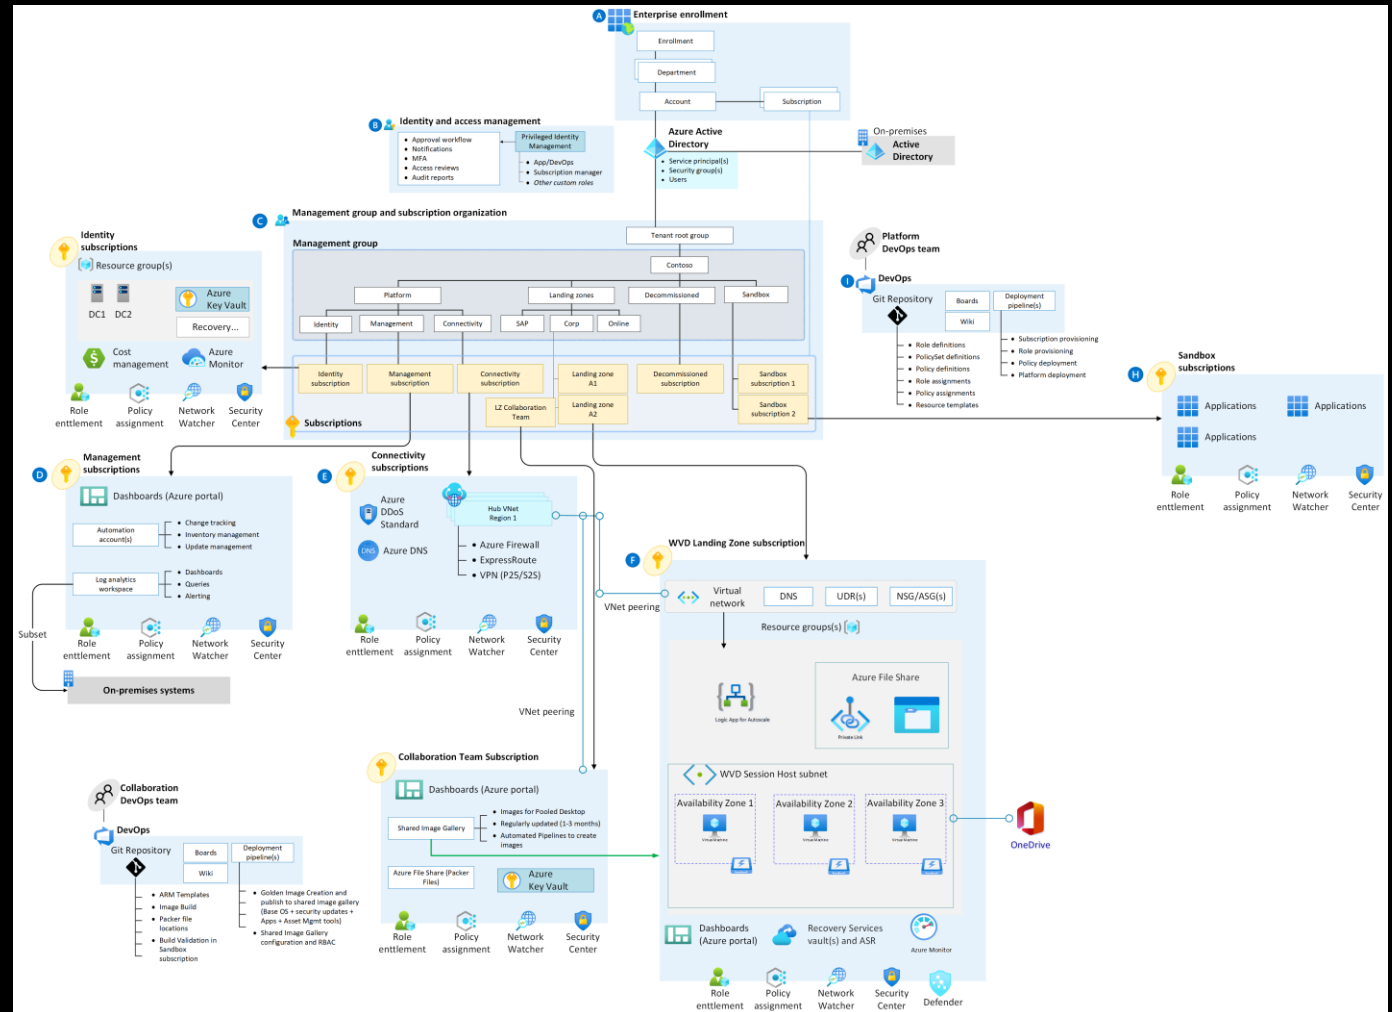 A
Enterprise enrollment
Enrollment
Department
Account
Subscription
B
Identity and access management
Approval workflow
Notifications
MFA
Access reviews
Audit reports
Privileged Identity
Management
App/DevOps
Subscription manager
Other custom roles
Azure Active
Directory
Service principal(s)
Security group(s)
Users
On-premises
Active
Directory
C
Management group and subscription organization
Management group
Tenant root group
Contoso
Platform
Landing zones
Decommissioned
Sandbox
Identity
Management
Connectivity
SAP
Corp
Online
Identity
subscription
Management
subscription
Connectivity
subscription
Landing zone
A1
Decommissioned
subscription
Sandbox
subscription 1
LZ Collaboration
Team
Landing zone
A2
Sandbox
subscription 2
Subscriptions
Identity
subscriptions
Resource group(s)
DC1
DC2
Azure
Key Vault
Recovery...
Cost
management
Azure
Monitor
Role
enttlement
Policy
assignment
Network
Watcher
Security
Center
Platform
DevOps team
I
DevOps
Git Repository
Boards
Wiki
Deployment
pipeline(s)
Role definitions
PolicySet definitions
Policy definitions
Role assignments
Policy assignments
Resource templates
Subscription provisioning
Role provisioning
Policy deployment
Platform deployment
H
Sandbox
subscriptions
Applications
Applications
Applications
Role
enttlement
Policy
assignment
Network
Watcher
Security
Center
D
Management
subscriptions
Dashboards (Azure portal)
Automation
account(s)
Change tracking
Inventory management
Update management
Log analytics
workspace
Dashboards
Queries
Alerting
Subset
Role
enttlement
Policy
assignment
Network
Watcher
Security
Center
On-premises systems
E
Connectivity
subscriptions
Azure
DDoS
Standard
DNS
Azure DNS
Hub VNet
Region 1
Azure Firewall
ExpressRoute
VPN (P2S/S2S)
Role
enttlement
Policy
assignment
Network
Watcher
Security
Center
VNet peering
VNet peering
F
WVD Landing Zone subscription
Virtual
network
DNS
UDR(s)
NSG/ASG(s)
Resource groups(s)
Logic App for Autoscale
Azure File Share
Private Link
WVD Session Host subnet
Availability Zone 1
Availability Zone 2
Availability Zone 3
Virtual Machine
Virtual Machine
Virtual Machine
OneDrive
Dashboards
(Azure portal)
Recovery Services
vault(s) and ASR
Azure Monitor
Role
enttlement
Policy
assignment
Network
Watcher
Security
Center
Defender
Collaboration Team Subscription
Dashboards (Azure portal)
Shared Image Gallery
Images for Pooled Desktop
Regularly updated (1-3 months)
Automated Pipelines to create
images
Azure File Share (Packer
Files)
Azure
Key Vault
Role
enttlement
Policy
assignment
Network
Watcher
Security
Center
Collaboration
DevOps team
DevOps
Git Repository
Boards
Wiki
Deployment
pipeline(s)
ARM Templates
Image Build
Packer file
locations
Build Validation in
Sandbox
subscription
Golden Image Creation and
publish to shared image gallery
(Base OS + security updates +
Apps + Asset Mgmt tools)
Shared Image Gallery
configuration and RBAC